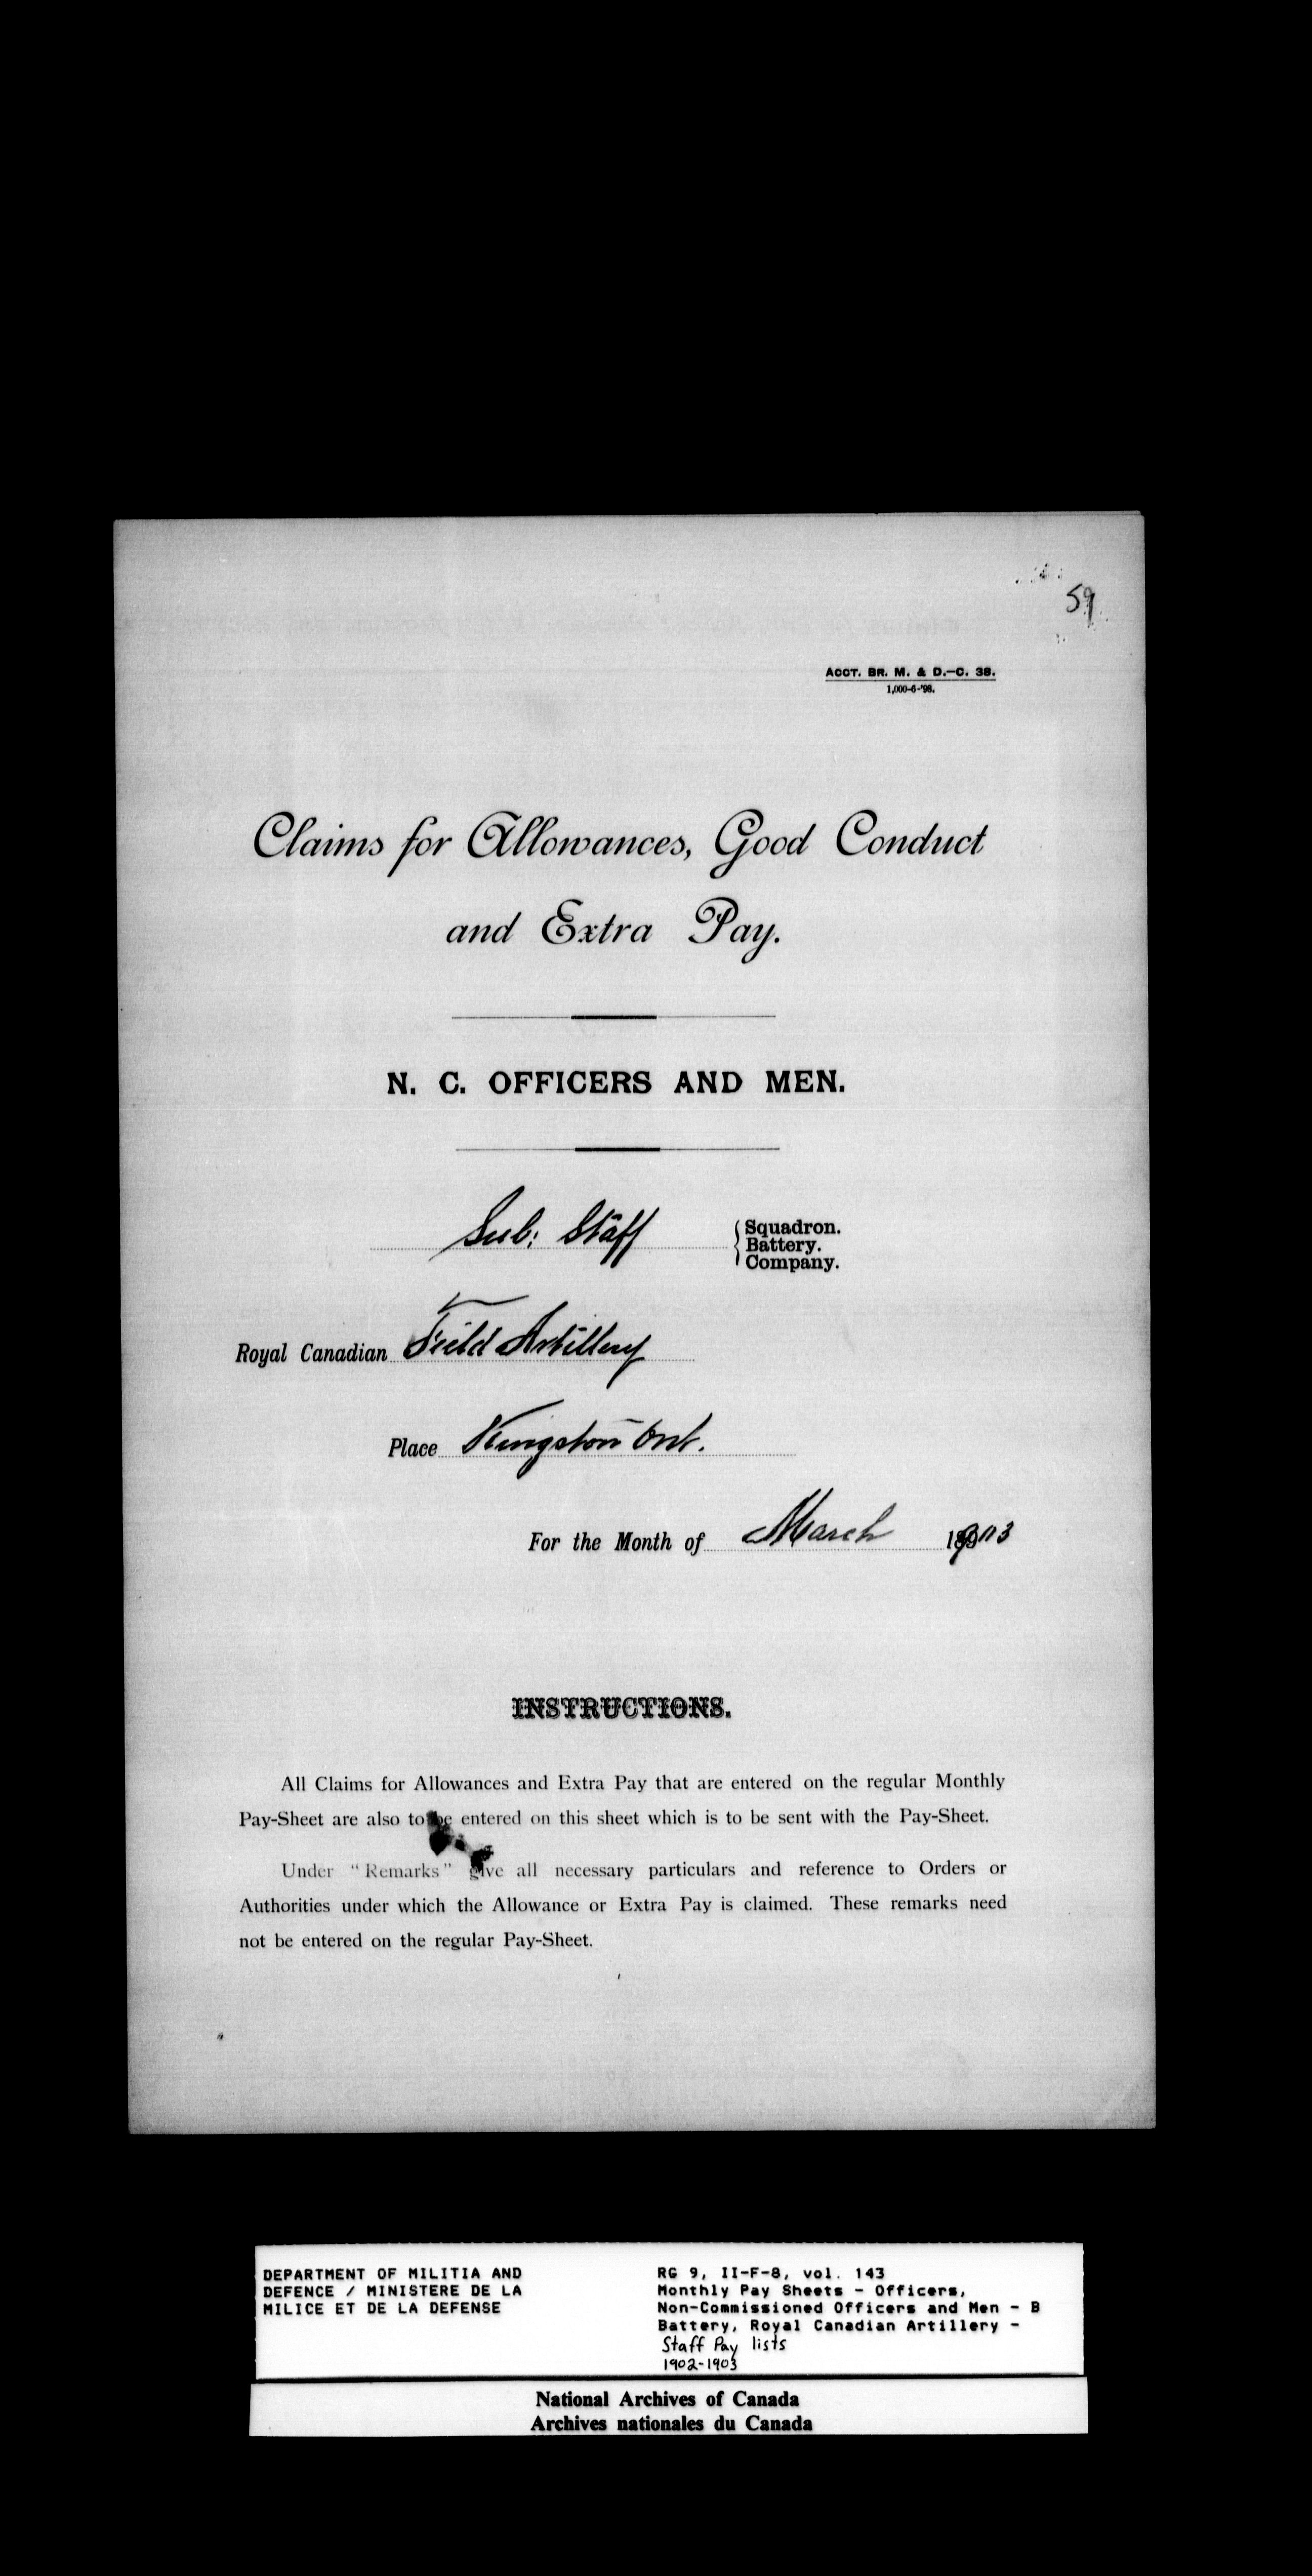 59
ACCT. BR. M. & D.—C. 38.
1,000-6-'98.
Claims for Allowances, Good Conduct
and Extra Pay.
N. C. OFFICERS AND MEN.
Sub: Staff { Squadron.
Battery.
Company.
Royal Canadian Field Artillery
Place Kingston Ont.
For the Month of March 1903
INSTRUCTIONS.
All Claims for Allowances and Extra Pay that are entered on the regular Monthly
Pay-Sheet are also to be entered on this sheet which is to be sent with the Pay-Sheet.
Under "Remarks" give all necessary particulars and reference to Orders or
Authorities under which the Allowance or Extra Pay is claimed. These remarks need
not be entered on the regular Pay-Sheet.
DEPARTMENT OF MILITIA AND
DEFENCE / MINISTERE DE LA
MILICE ET DE LA DEFENSE
RG 9, II-F-8, vol. 143
Monthly Pay Sheets - Officers,
Non-Commissioned Officers and Men - B
Battery, Royal Canadian Artillery -
Staff Pay lists
1902-1903
National Archives of Canada
Archives nationales du Canada